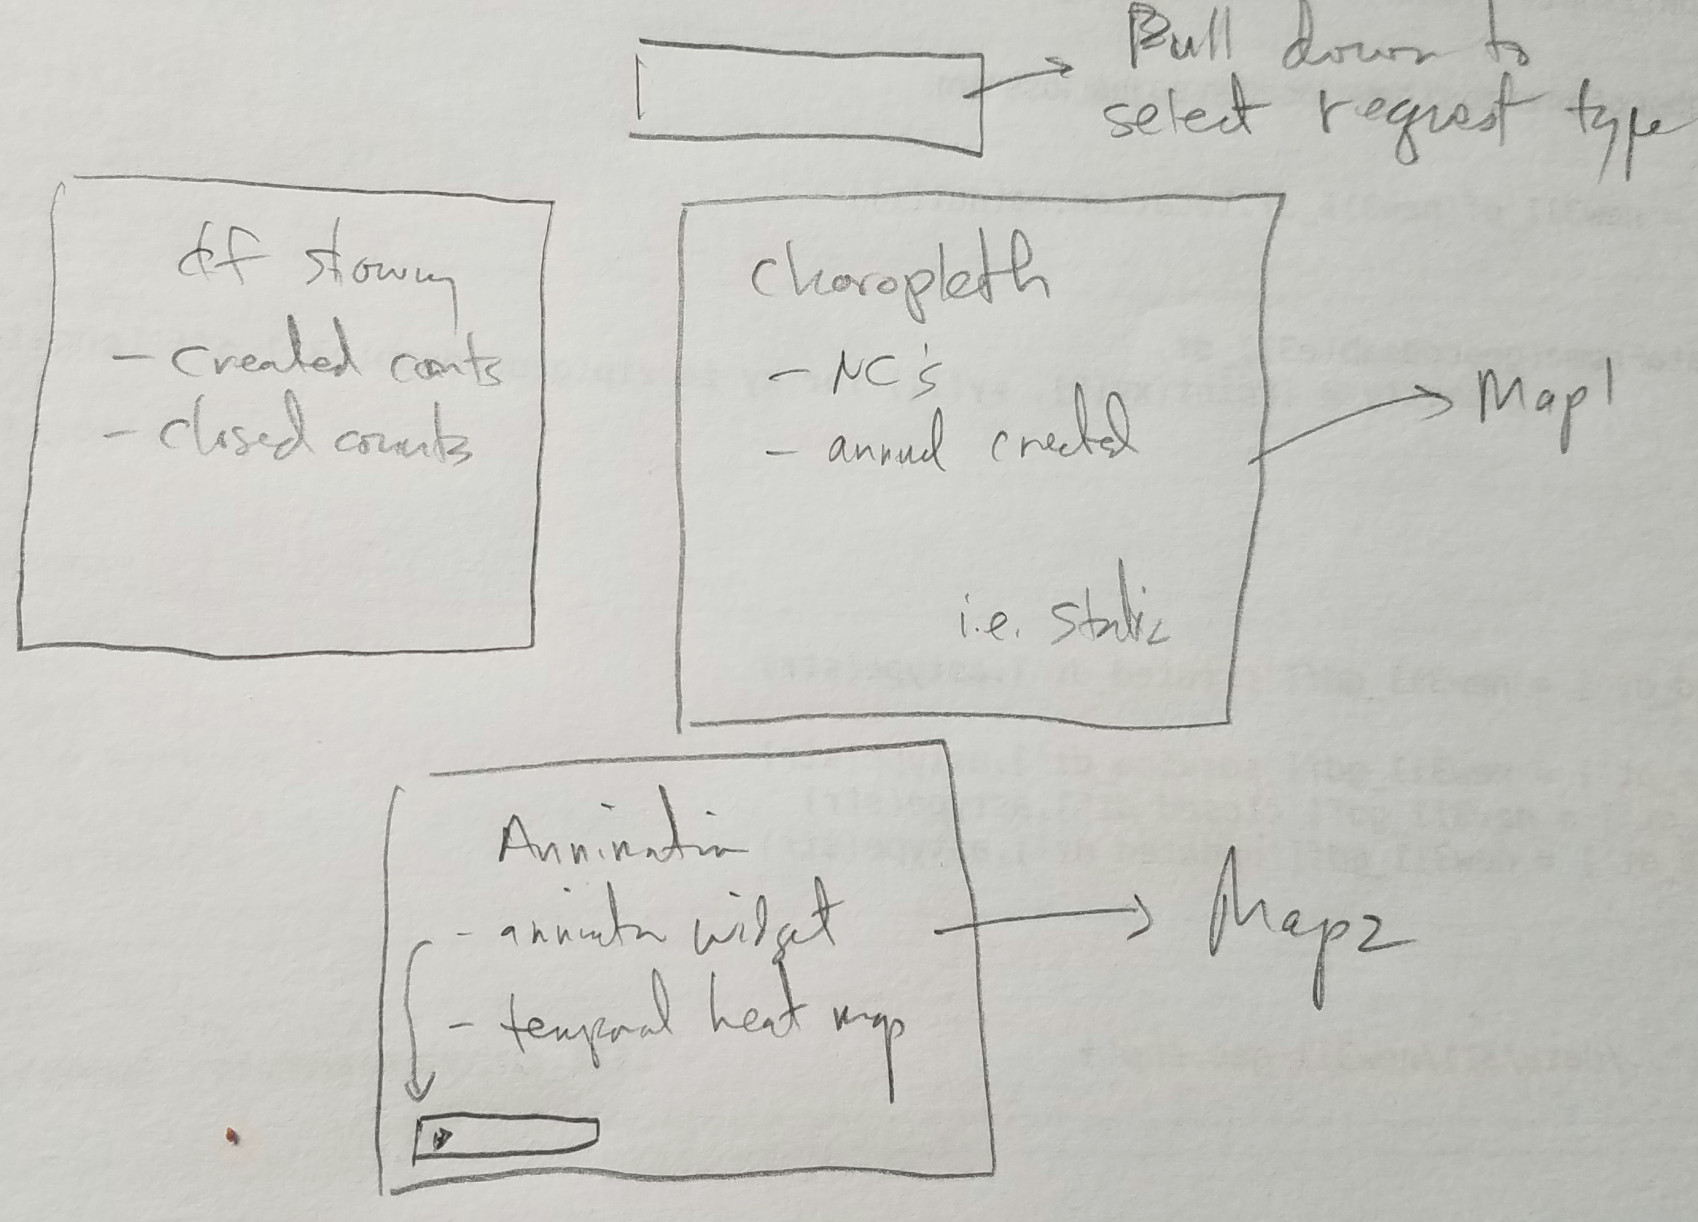 Pull down to
select request type
df showing
- created counts
- closed counts
Choropleth
- NC's
- annual created
i.e. static
Map1
Annimation
- annimation widget
- temporal heat map
Map2